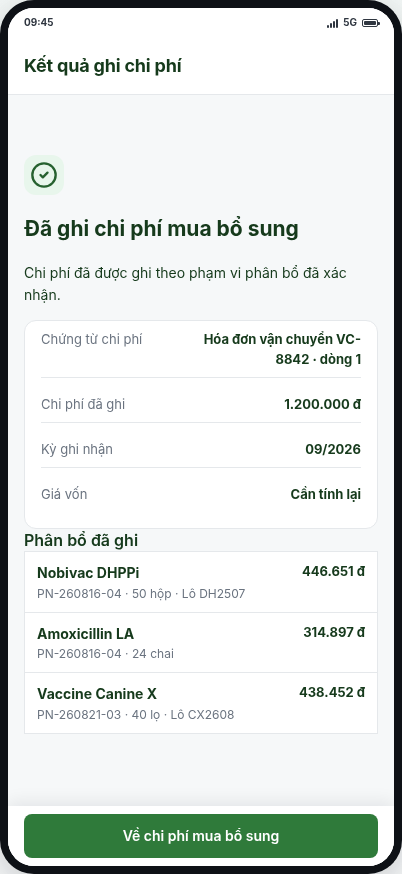 09:45
5G
Kết quả ghi chi phí
Đã ghi chi phí mua bổ sung
Chi phí đã được ghi theo phạm vi phân bổ đã xác
nhận.
Chứng từ chi phí
Hóa đơn vận chuyển VC-
8842 · dòng 1
Chi phí đã ghi
1.200.000 đ
Kỳ ghi nhận
09/2026
Giá vốn
Cần tính lại
Phân bổ đã ghi
Nobivac DHPPi
446.651 đ
PN-260816-04 · 50 hộp · Lô DH2507
Amoxicillin LA
314.897 đ
PN-260816-04 · 24 chai
Vaccine Canine X
438.452 đ
PN-260821-03 · 40 lọ · Lô CX2608
Về chi phí mua bổ sung